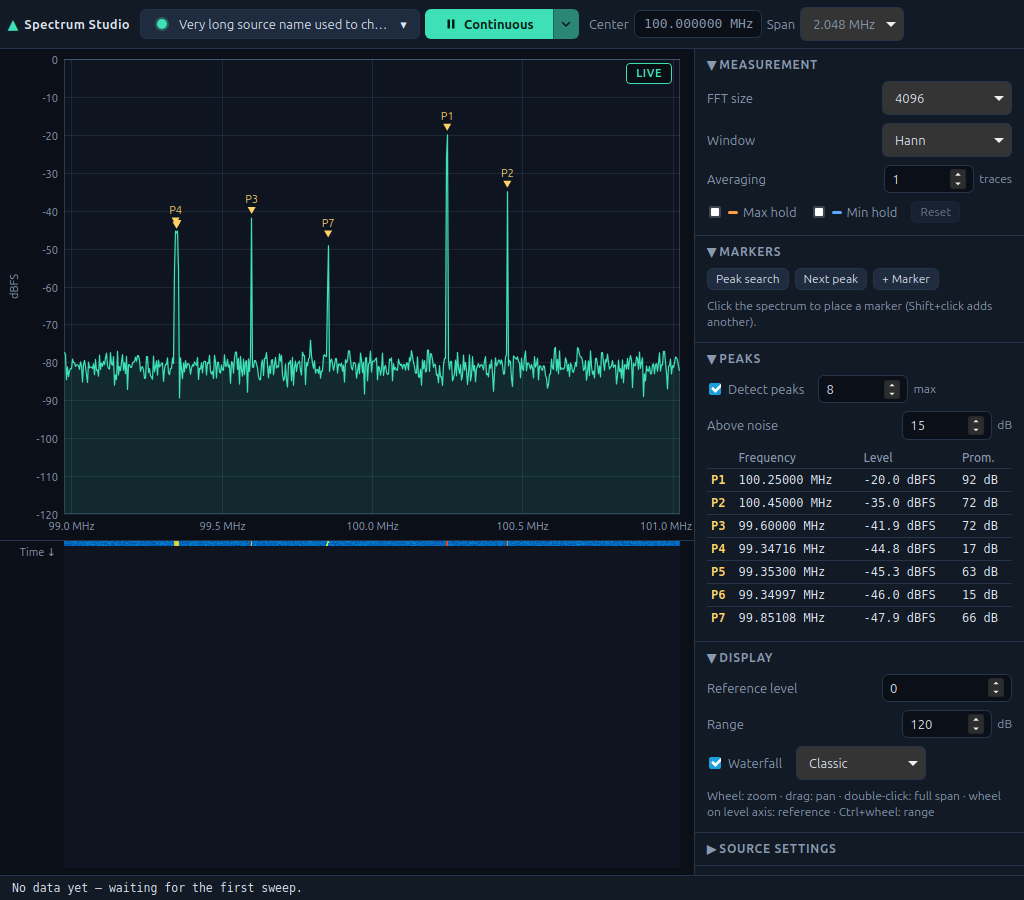 Spectrum Studio
Very long source name used to ch…
Continuous
Center 100.000000 MHz
Span 2.048 MHz
LIVE
dBFS
0
-10
-20
-30
-40
-50
-60
-70
-80
-90
-100
-110
-120
P4
P3
P7
P1
P2
99.0 MHz 99.5 MHz 100.0 MHz 100.5 MHz 101.0 MHz
Time ↓
MEASUREMENT
FFT size 4096
Window Hann
Averaging 1 traces
Max hold Min hold Reset
MARKERS
Peak search Next peak + Marker
Click the spectrum to place a marker (Shift+click adds
another).
PEAKS
Detect peaks 8 max
Above noise 15 dB
Frequency Level Prom.
P1 100.25000 MHz -20.0 dBFS 92 dB
P2 100.45000 MHz -35.0 dBFS 72 dB
P3 99.60000 MHz -41.9 dBFS 72 dB
P4 99.34716 MHz -44.8 dBFS 17 dB
P5 99.35300 MHz -45.3 dBFS 63 dB
P6 99.34997 MHz -46.0 dBFS 15 dB
P7 99.85108 MHz -47.9 dBFS 66 dB
DISPLAY
Reference level 0
Range 120 dB
Waterfall Classic
Wheel: zoom · drag: pan · double-click: full span · wheel
on level axis: reference · Ctrl+wheel: range
SOURCE SETTINGS
No data yet — waiting for the first sweep.